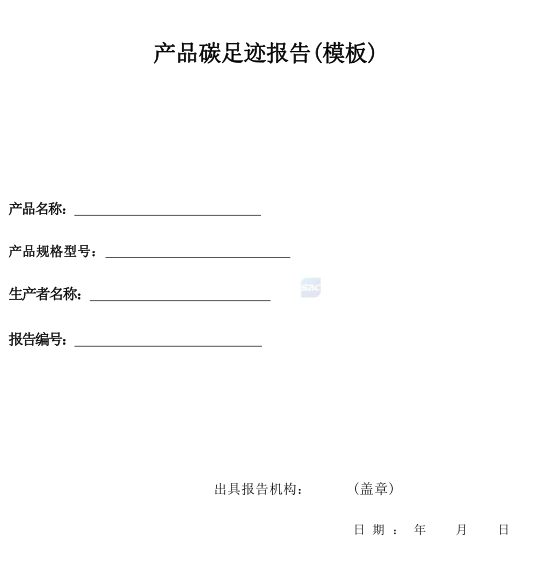 产品碳足迹报告(模板)
产品名称：
产品规格型号：
生产者名称：
SAC
报告编号：
出具报告机构： (盖章)
日期： 年 月 日